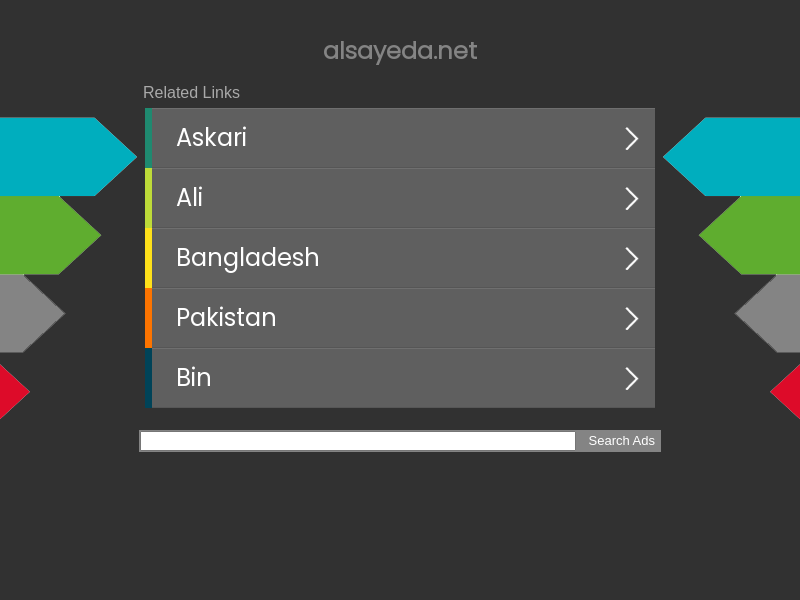 alsayeda.net
Related Links
Askari
Ali
Bangladesh
Pakistan
Bin
Search Ads